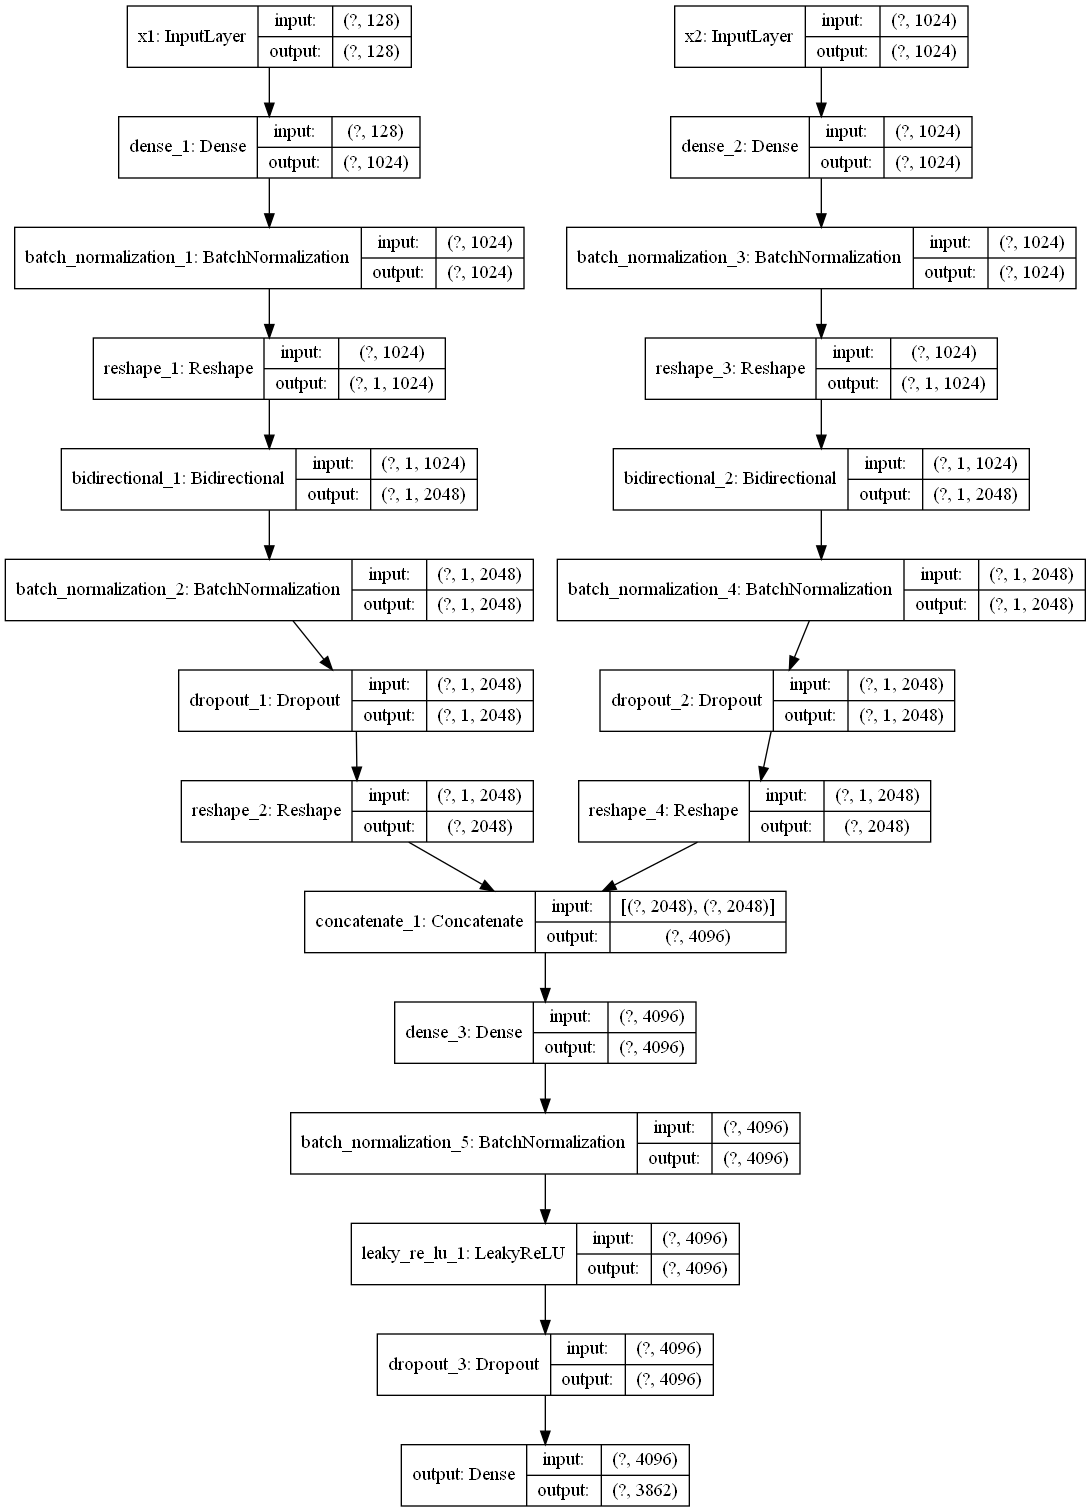 x1: InputLayer input: (?, 128)
output: (?, 128)
x2: InputLayer input: (?, 1024)
output: (?, 1024)
dense_1: Dense input: (?, 128)
output: (?, 1024)
dense_2: Dense input: (?, 1024)
output: (?, 1024)
batch_normalization_1: BatchNormalization input: (?, 1024)
output: (?, 1024)
batch_normalization_3: BatchNormalization input: (?, 1024)
output: (?, 1024)
reshape_1: Reshape input: (?, 1024)
output: (?, 1, 1024)
reshape_3: Reshape input: (?, 1024)
output: (?, 1, 1024)
bidirectional_1: Bidirectional input: (?, 1, 1024)
output: (?, 1, 2048)
bidirectional_2: Bidirectional input: (?, 1, 1024)
output: (?, 1, 2048)
batch_normalization_2: BatchNormalization input: (?, 1, 2048)
output: (?, 1, 2048)
batch_normalization_4: BatchNormalization input: (?, 1, 2048)
output: (?, 1, 2048)
dropout_1: Dropout input: (?, 1, 2048)
output: (?, 1, 2048)
dropout_2: Dropout input: (?, 1, 2048)
output: (?, 1, 2048)
reshape_2: Reshape input: (?, 1, 2048)
output: (?, 2048)
reshape_4: Reshape input: (?, 1, 2048)
output: (?, 2048)
concatenate_1: Concatenate input: [(?, 2048), (?, 2048)]
output: (?, 4096)
dense_3: Dense input: (?, 4096)
output: (?, 4096)
batch_normalization_5: BatchNormalization input: (?, 4096)
output: (?, 4096)
leaky_re_lu_1: LeakyReLU input: (?, 4096)
output: (?, 4096)
dropout_3: Dropout input: (?, 4096)
output: (?, 4096)
output: Dense input: (?, 4096)
output: (?, 3862)